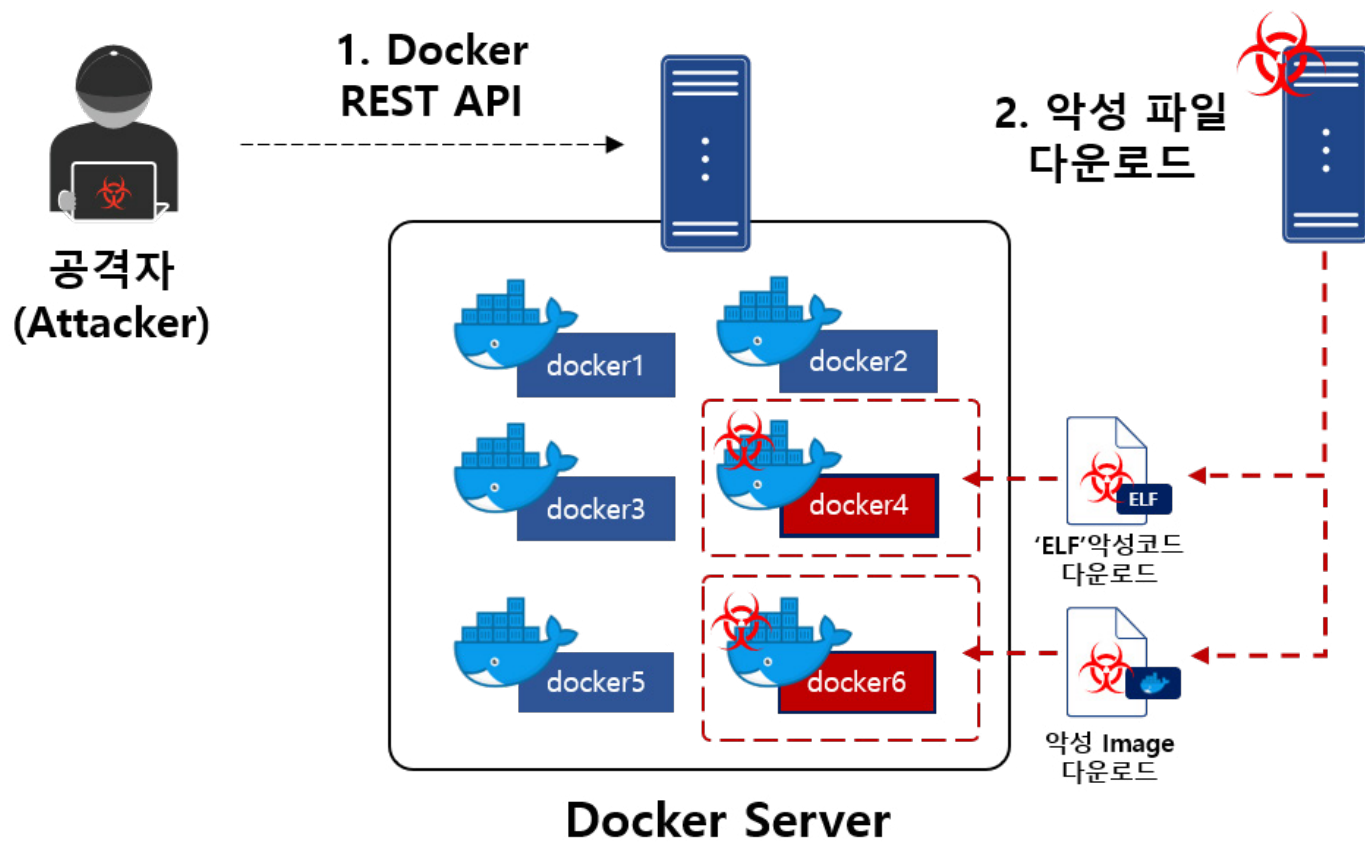 1. Docker
REST API
2. 악성 파일
다운로드
공격자
(Attacker)
docker1
docker2
docker3
docker4
ELF
'ELF'악성코드
다운로드
docker5
docker6
악성 Image
다운로드
Docker Server